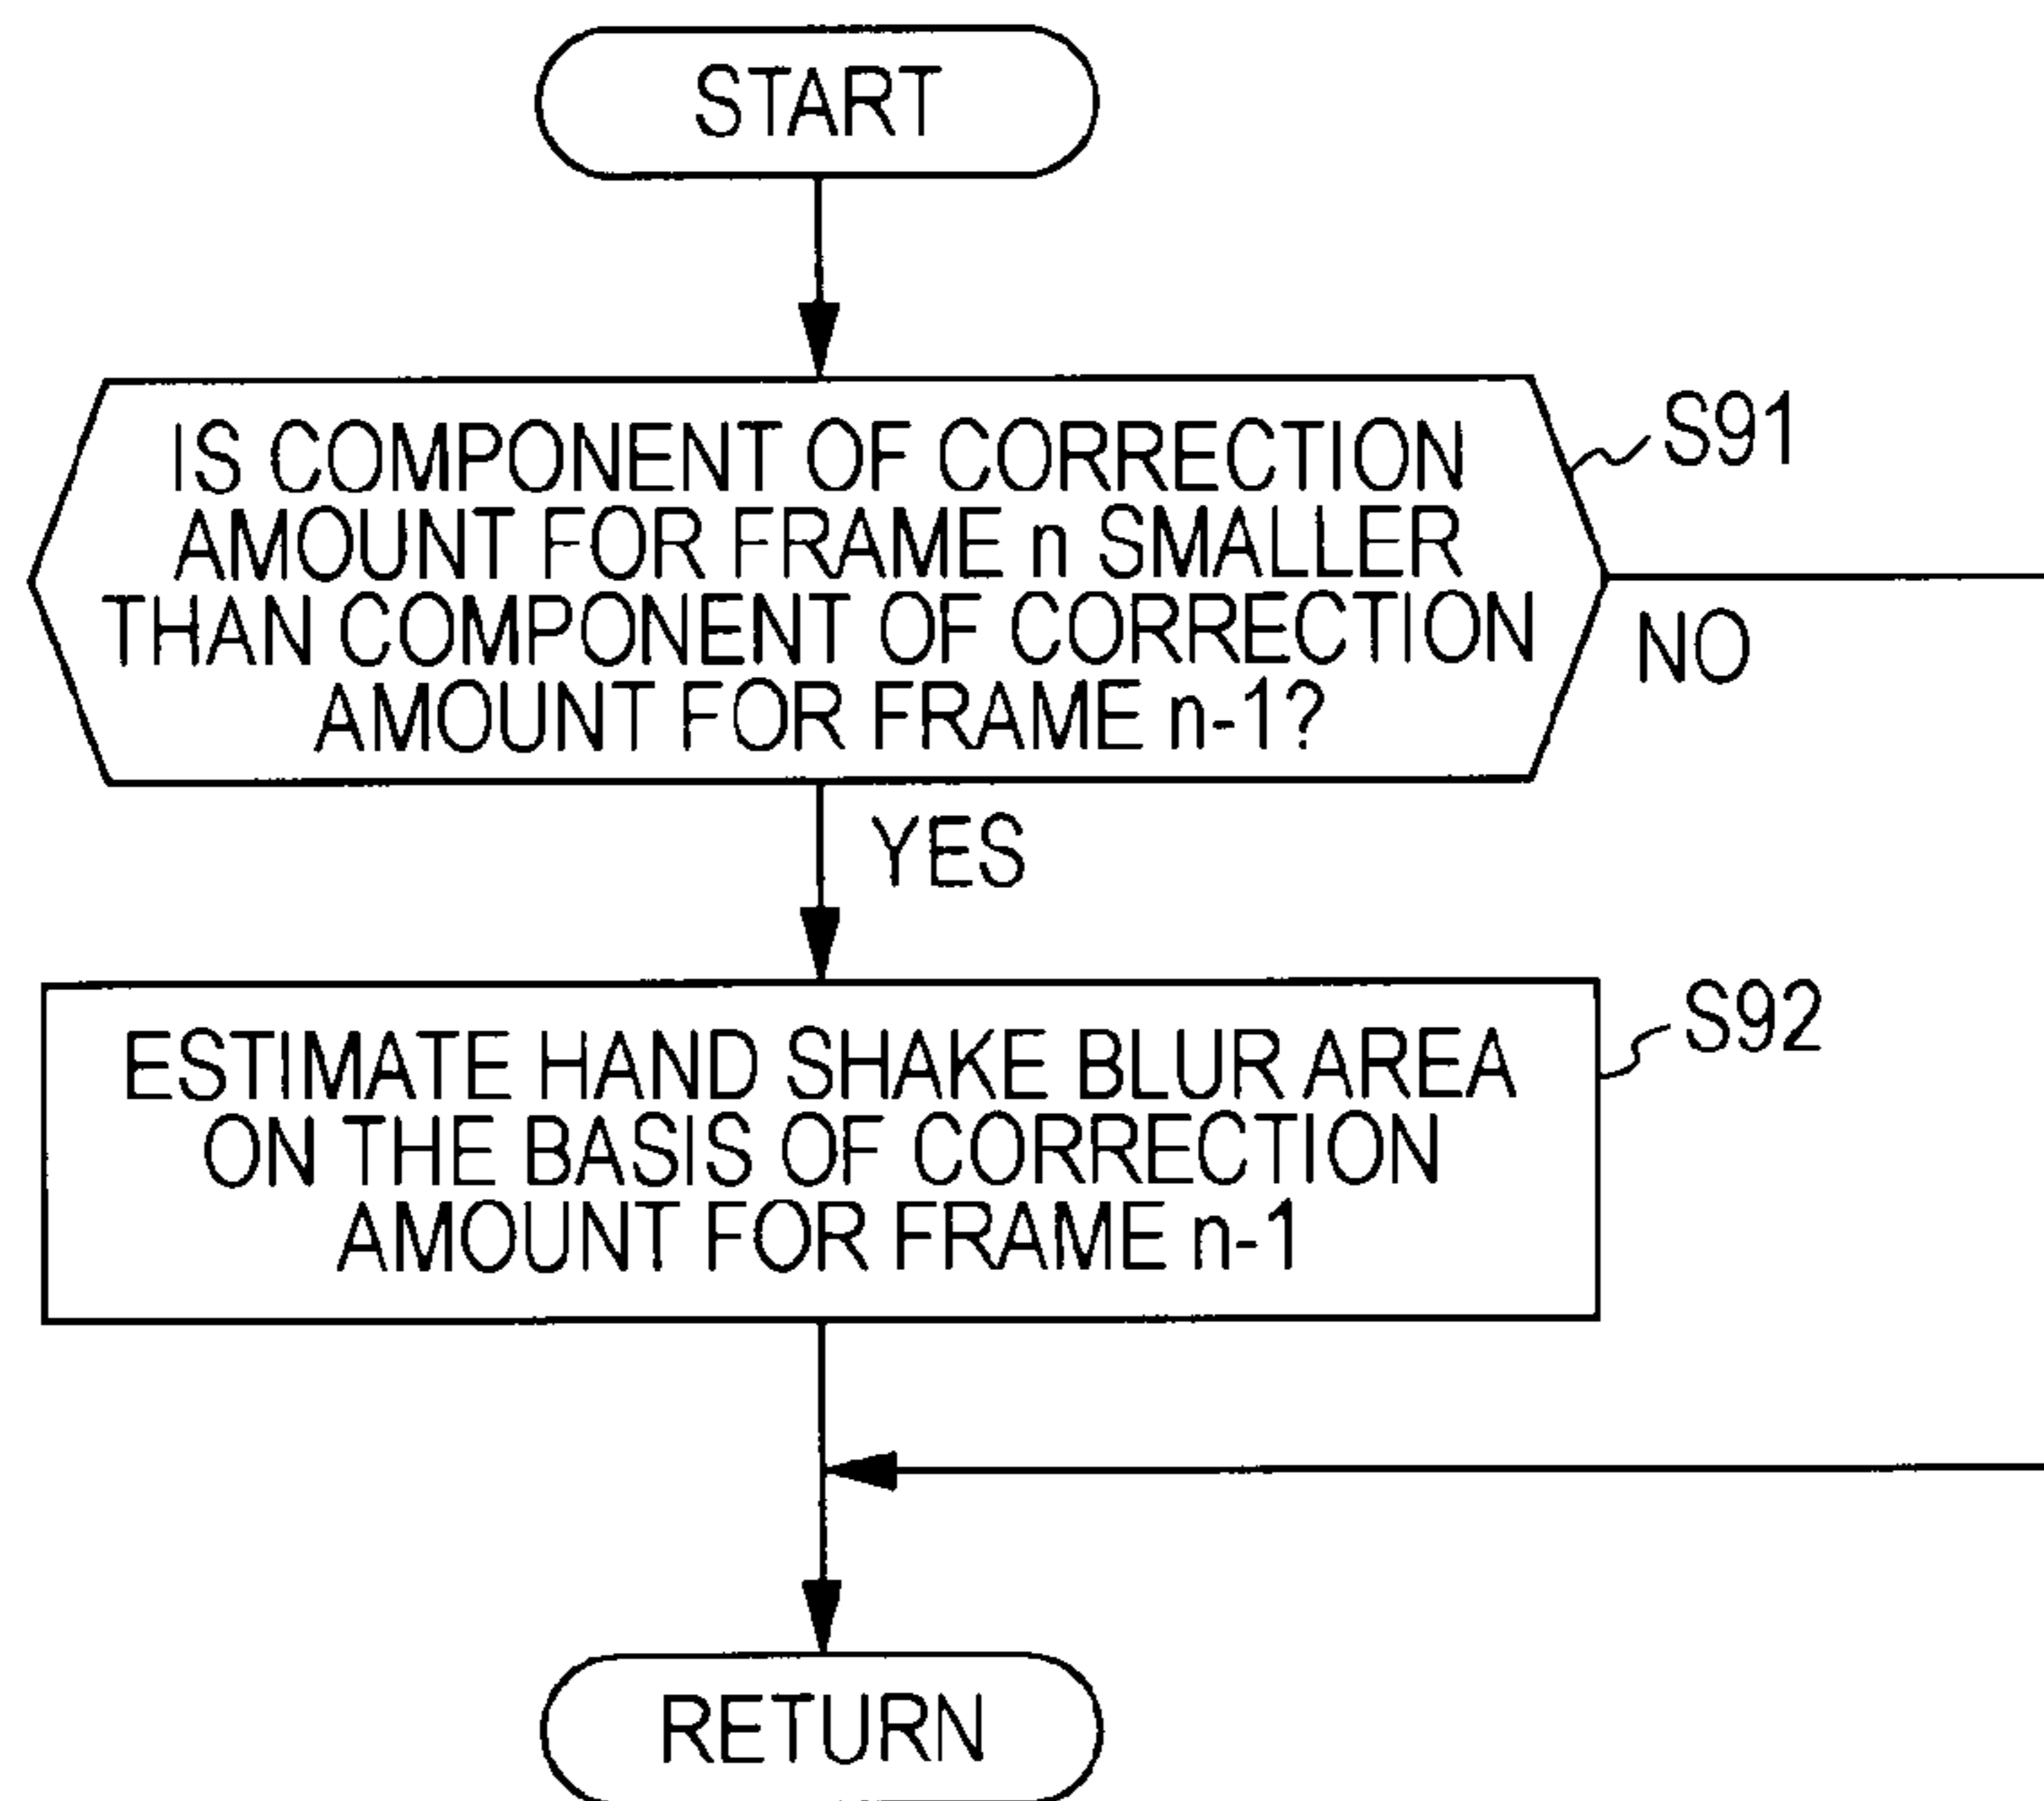 START
IS COMPONENT OF CORRECTION
AMOUNT FOR FRAME n SMALLER
THAN COMPONENT OF CORRECTION
AMOUNT FOR FRAME n-1?
S91
NO
YES
ESTIMATE HAND SHAKE BLUR AREA
ON THE BASIS OF CORRECTION
AMOUNT FOR FRAME n-1
S92
RETURN